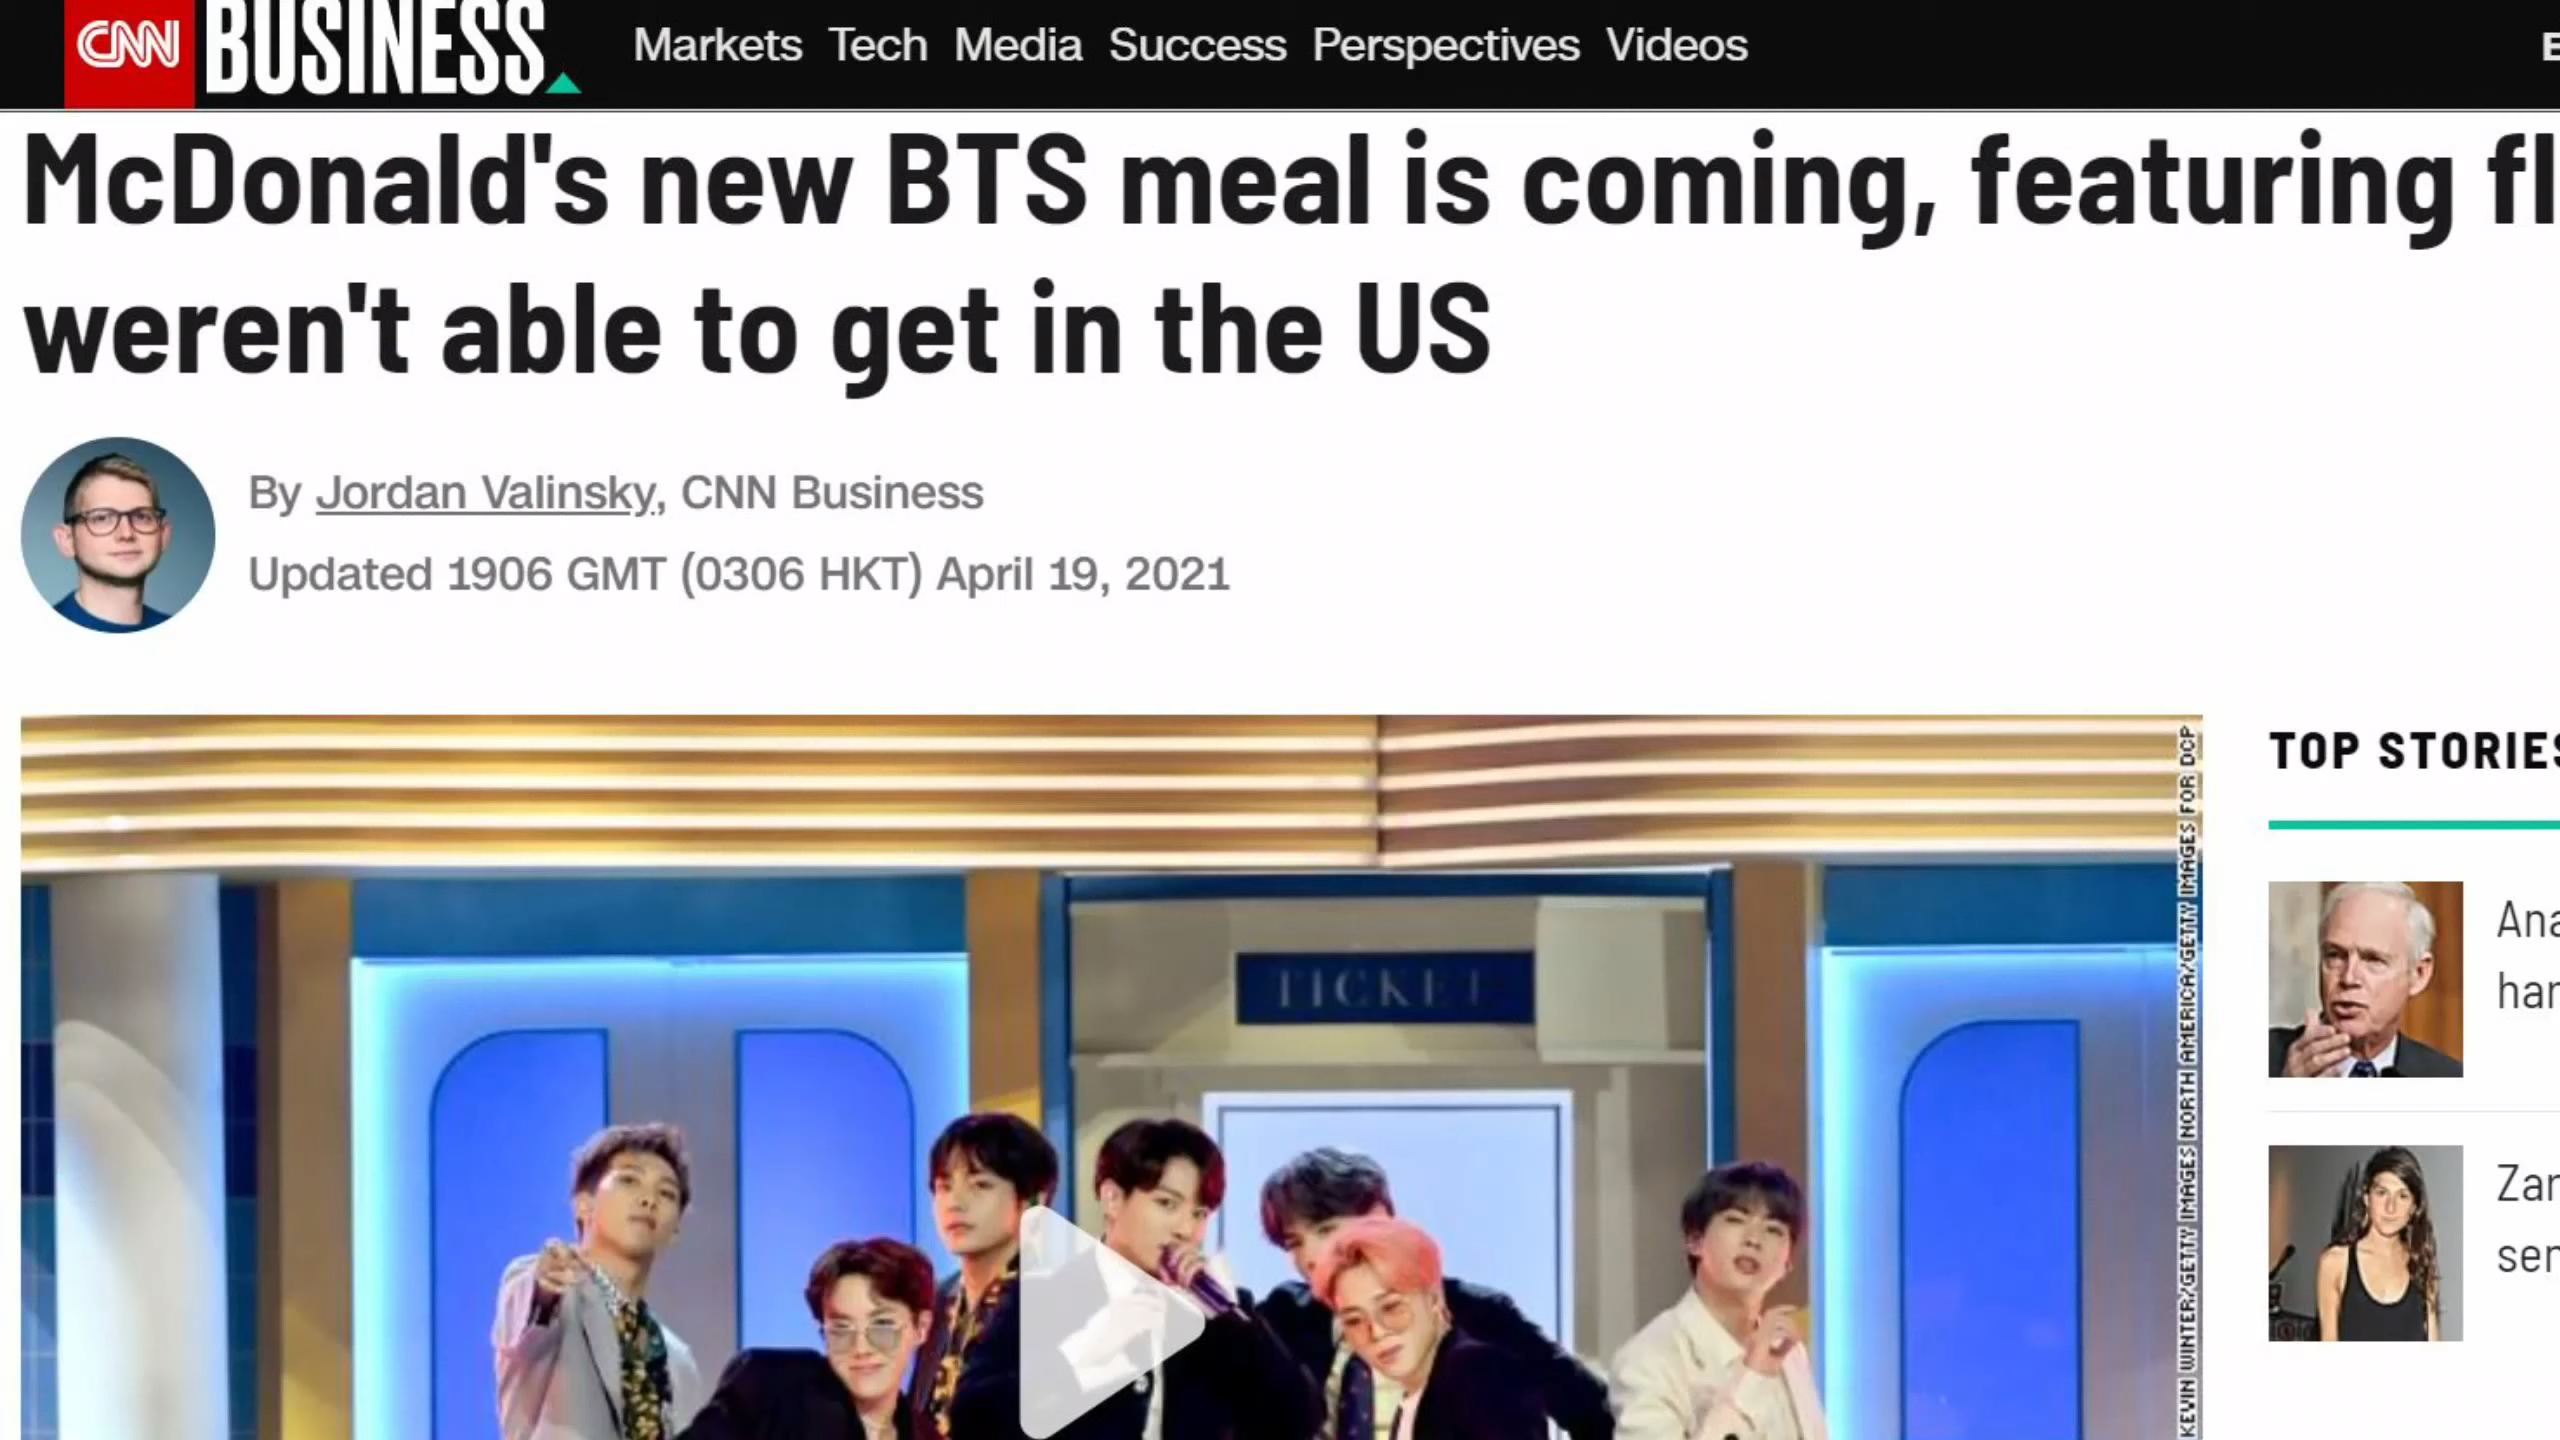 CNN BUSINESS Markets Tech Media Success Perspectives Videos
McDonald's new BTS meal is coming, featuring
weren't able to get in the US
By Jordan Valinsky, CNN Business
Updated 1906 GMT (0306 HKT) April 19, 2021
KEVIN WINTER/GETTY IMAGES NORTH AMERICA/GETTY IMAGES FOR DCP
TICKET
TOP STORIES